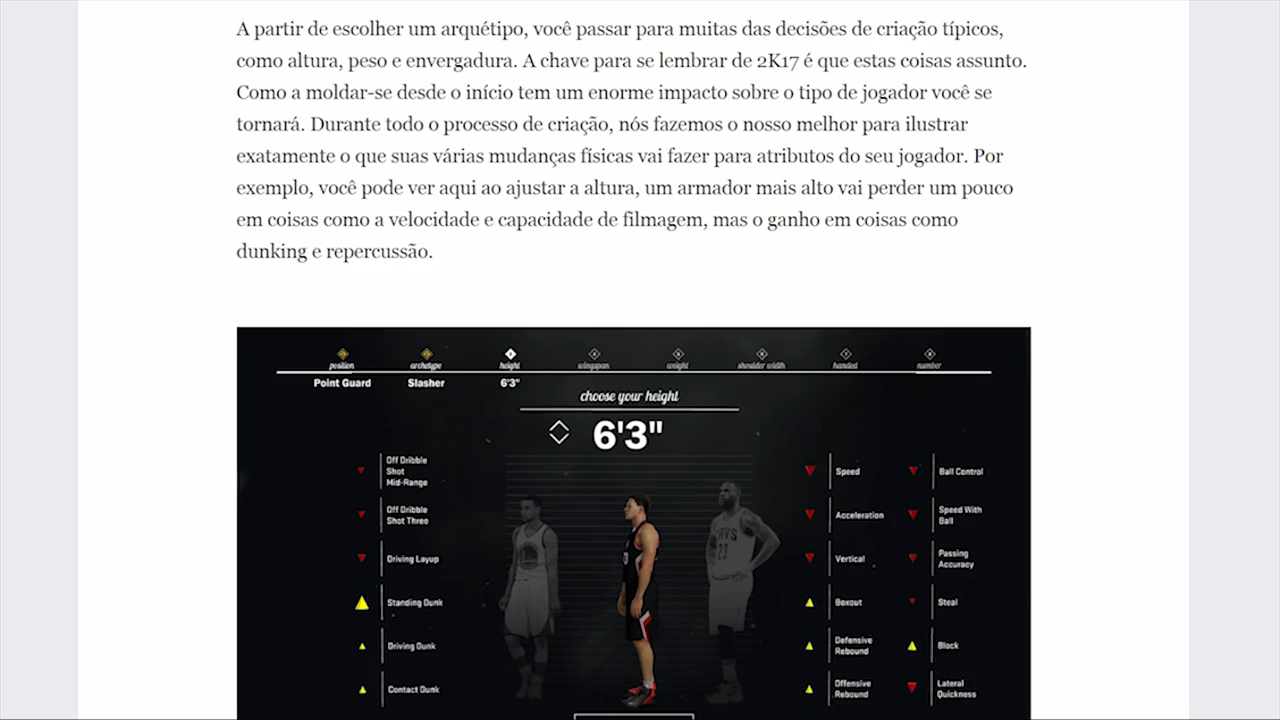 A partir de escolher um arquétipo, você passar para muitas das decisões de criação típicos,
como altura, peso e envergadura. A chave para se lembrar de 2K17 é que estas coisas assunto.
Como a moldar-se desde o início tem um enorme impacto sobre o tipo de jogador você se
tornará. Durante todo o processo de criação, nós fazemos o nosso melhor para ilustrar
exatamente o que suas várias mudanças físicas vai fazer para atributos do seu jogador. Por
exemplo, você pode ver aqui ao ajustar a altura, um armador mais alto vai perder um pouco
em coisas como a velocidade e capacidade de filmagem, mas o ganho em coisas como
dunking e repercussão.
position archetype height wingspan weight shoulder width handed number
Point Guard Slasher 6'3"
choose your height
6'3"
Off Dribble
Shot
Mid-Range
Off Dribble
Shot Three
Driving Layup
Standing Dunk
Driving Dunk
Contact Dunk
CAVS
23
Speed
Acceleration
Vertical
Boxout
Defensive
Rebound
Offensive
Rebound
Ball Control
Speed With
Ball
Passing
Accuracy
Steal
Block
Lateral
Quickness